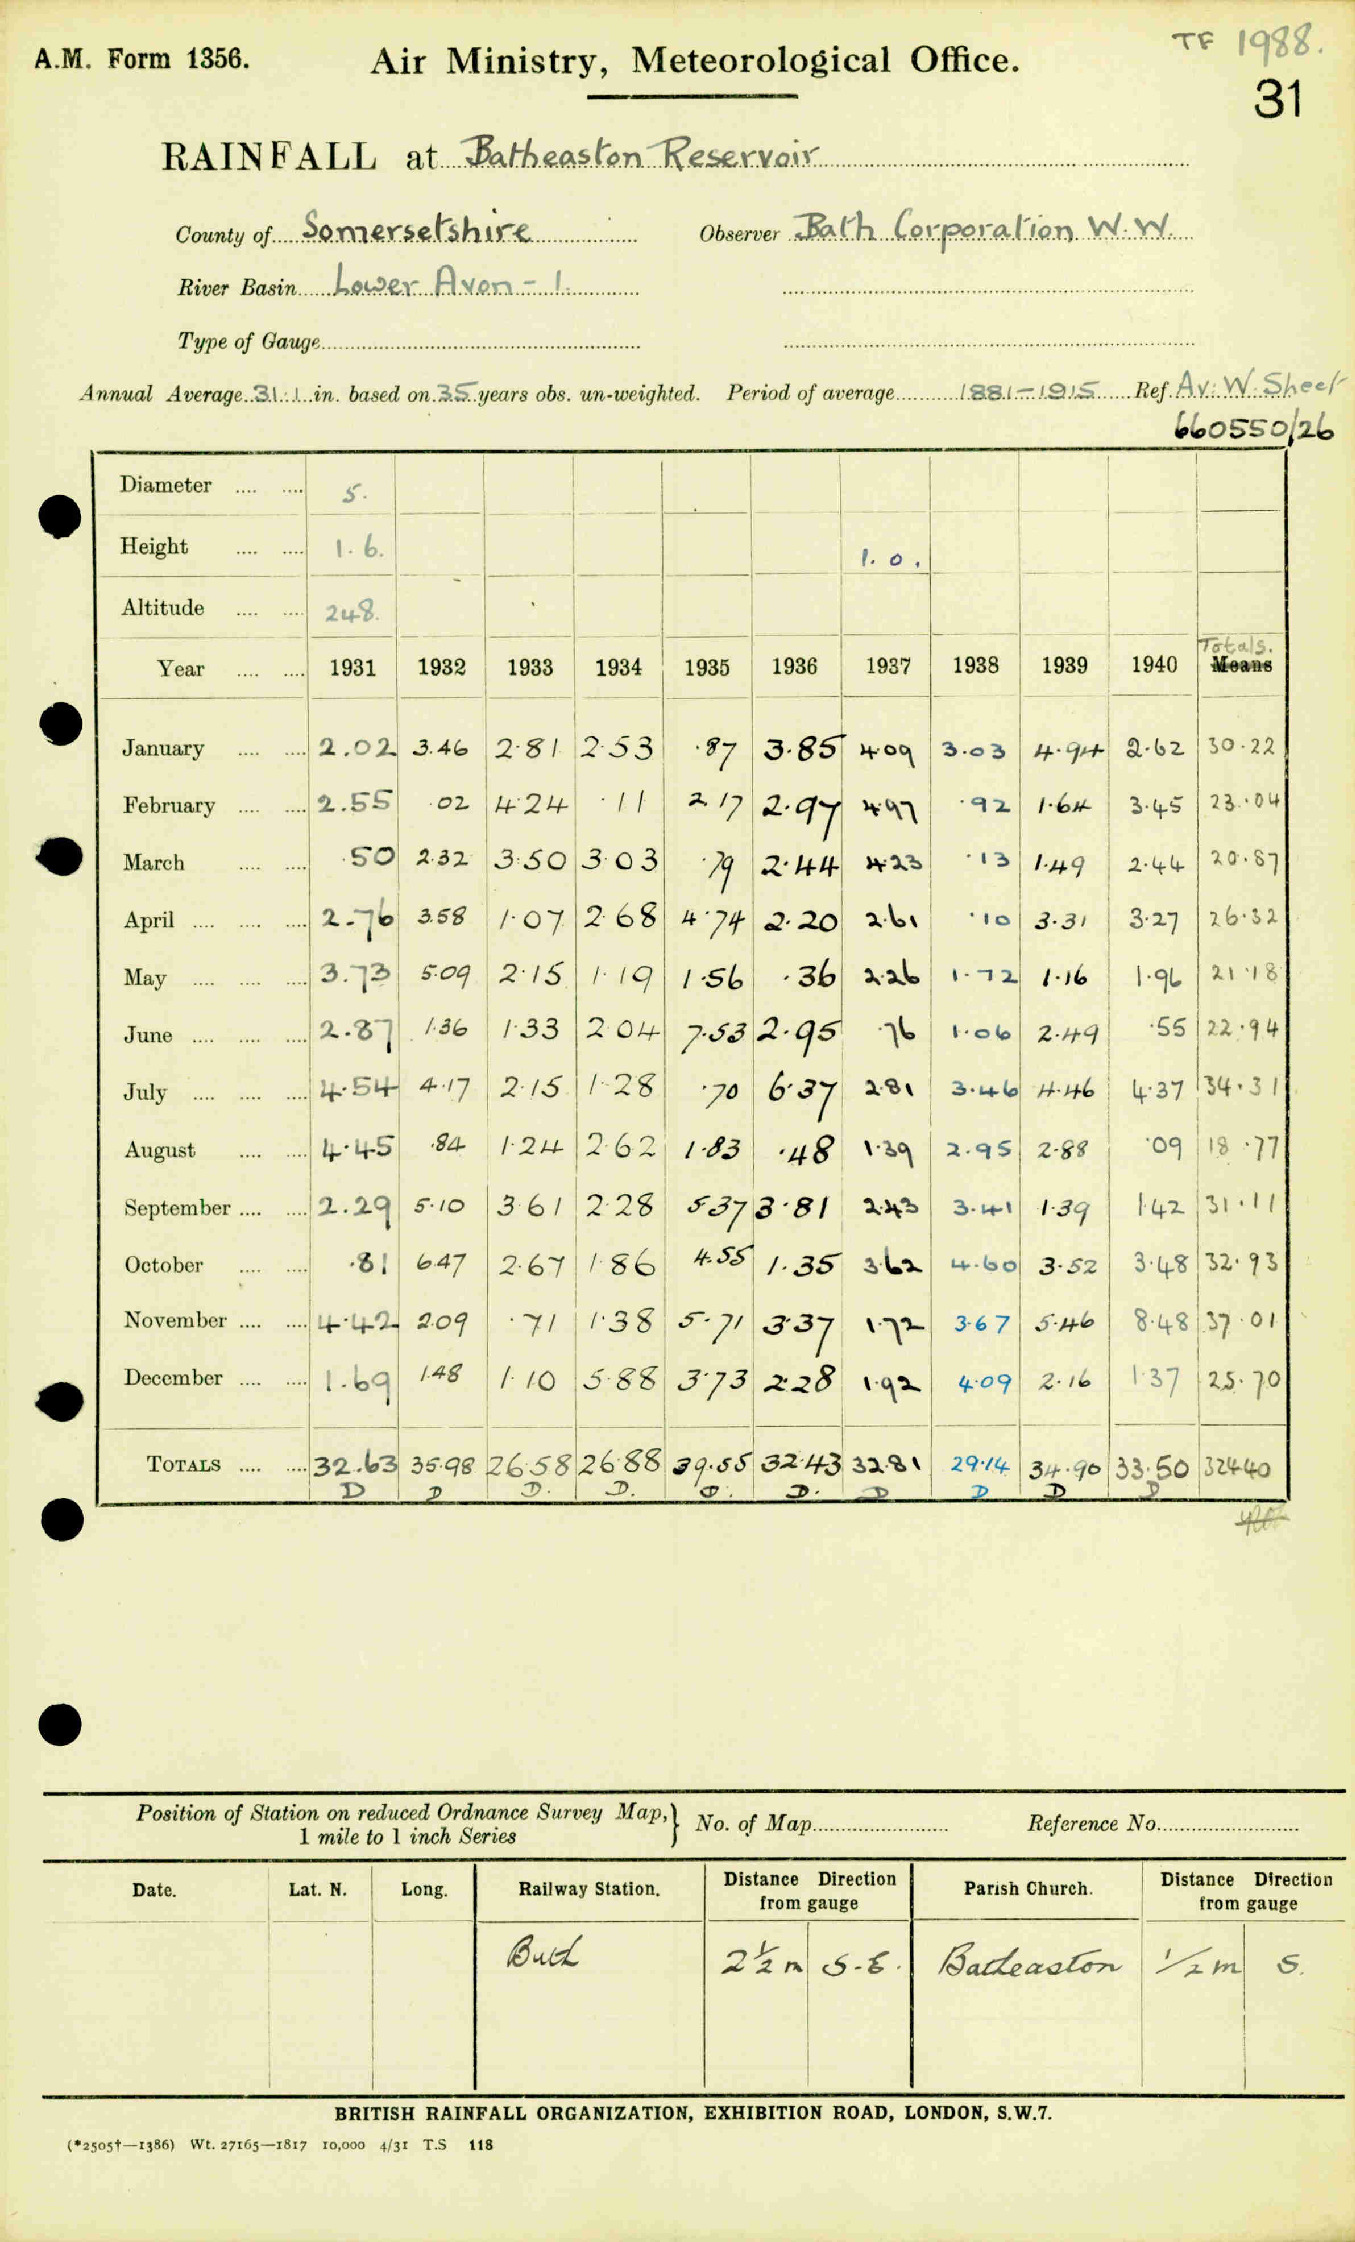 TF 1988.
A.M. Form 1356. Air Ministry, Meteorological Office.
31
RAINFALL at Batheaston Reservoir
County of Somersetshire Observer Bath Corporation W.W.
River Basin Lower Avon - 1.
Type of Gauge
Annual Average 31.1 in. based on 35 years obs. un-weighted. Period of average 1881-1915 Ref. Av. W. Sheet
660550/26
Diameter .... .... 5.
Height .... .... 1.6. 1.0.
Altitude .... .... 248.
Totals.
Year .... .... 1931 1932 1933 1934 1935 1936 1937 1938 1939 1940 Means
January .... .... 2.02 3.46 2.81 2.53 .87 3.85 4.09 3.03 4.94 2.62 30.22
February .... .... 2.55 .02 4.24 .11 2.17 2.97 4.97 .92 1.64 3.45 23.04
March .... .... .50 2.32 3.50 3.03 .79 2.44 4.23 .13 1.49 2.44 20.87
April .... .... .... 2.76 3.58 1.07 2.68 4.74 2.20 2.61 .10 3.31 3.27 26.32
May .... .... .... 3.73 5.09 2.15 1.19 1.56 .36 2.26 1.72 1.16 1.96 21.18
June .... .... .... 2.87 1.36 1.33 2.04 7.53 2.95 .76 1.06 2.49 .55 22.94
July .... .... .... 4.54 4.17 2.15 1.28 .70 6.37 2.81 3.46 4.46 4.37 34.31
August .... .... 4.45 .84 1.24 2.62 1.83 .48 1.39 2.95 2.88 .09 18.77
September .... .... 2.29 5.10 3.61 2.28 5.37 3.81 2.43 3.41 1.39 1.42 31.11
October .... .... .81 6.47 2.67 1.86 4.55 1.35 3.62 4.60 3.52 3.48 32.93
November .... .... 4.42 2.09 .71 1.38 5.71 3.37 1.72 3.67 5.46 8.48 37.01
December .... .... 1.69 1.48 1.10 5.88 3.73 2.28 1.92 4.09 2.16 1.37 25.70
TOTALS .... .... 32.63 35.98 26.58 26.88 39.55 32.43 32.81 29.14 34.90 33.50 324.40
D D D. D. D. D. D D D D
Position of Station on reduced Ordnance Survey Map, } No. of Map Reference No.
1 mile to 1 inch Series
Date. Lat. N. Long. Railway Station. Distance Direction from gauge Parish Church. Distance Direction from gauge
Bath 2½ m S-E. Batheaston ½ m S.
BRITISH RAINFALL ORGANIZATION, EXHIBITION ROAD, LONDON, S.W.7.
(*2505†—1386) Wt. 27165—1817 10,000 4/31 T.S 118